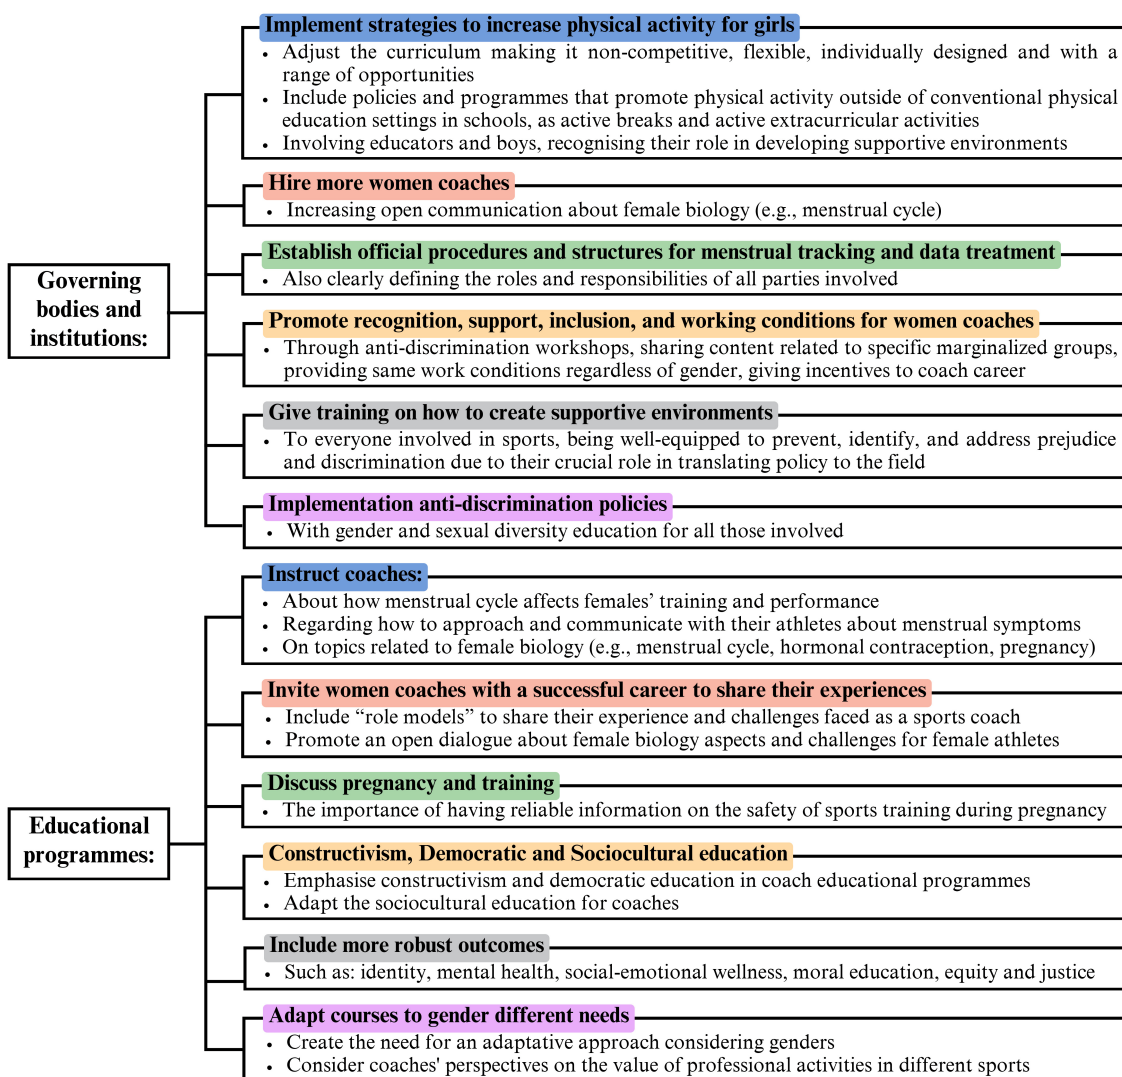 Implement strategies to increase physical activity for girls
• Adjust the curriculum making it non-competitive, flexible, individually designed and with a
range of opportunities
• Include policies and programmes that promote physical activity outside of conventional physical
education settings in schools, as active breaks and active extracurricular activities
• Involving educators and boys, recognising their role in developing supportive environments
Hire more women coaches
• Increasing open communication about female biology (e.g., menstrual cycle)
Establish official procedures and structures for menstrual tracking and data treatment
• Also clearly defining the roles and responsibilities of all parties involved
Governing
bodies and
institutions:
Promote recognition, support, inclusion, and working conditions for women coaches
• Through anti-discrimination workshops, sharing content related to specific marginalized groups,
providing same work conditions regardless of gender, giving incentives to coach career
Give training on how to create supportive environments
• To everyone involved in sports, being well-equipped to prevent, identify, and address prejudice
and discrimination due to their crucial role in translating policy to the field
Implementation anti-discrimination policies
• With gender and sexual diversity education for all those involved
Instruct coaches:
• About how menstrual cycle affects females’ training and performance
• Regarding how to approach and communicate with their athletes about menstrual symptoms
• On topics related to female biology (e.g., menstrual cycle, hormonal contraception, pregnancy)
Invite women coaches with a successful career to share their experiences
• Include “role models” to share their experience and challenges faced as a sports coach
• Promote an open dialogue about female biology aspects and challenges for female athletes
Discuss pregnancy and training
• The importance of having reliable information on the safety of sports training during pregnancy
Educational
programmes:
Constructivism, Democratic and Sociocultural education
• Emphasise constructivism and democratic education in coach educational programmes
• Adapt the sociocultural education for coaches
Include more robust outcomes
• Such as: identity, mental health, social-emotional wellness, moral education, equity and justice
Adapt courses to gender different needs
• Create the need for an adaptative approach considering genders
• Consider coaches' perspectives on the value of professional activities in different sports